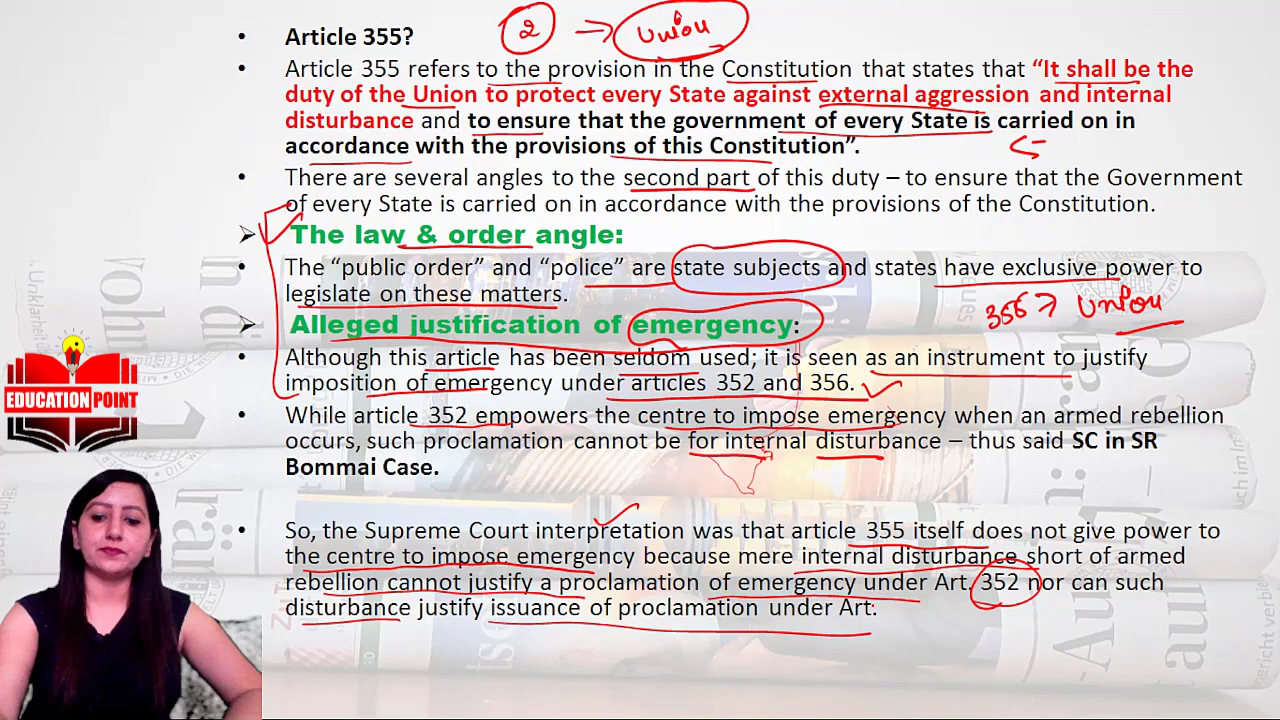 Article 355?
2 → Union
Article 355 refers to the provision in the Constitution that states that “It shall be the
duty of the Union to protect every State against external aggression and internal
disturbance and to ensure that the government of every State is carried on in
accordance with the provisions of this Constitution”.
There are several angles to the second part of this duty – to ensure that the Government
of every State is carried on in accordance with the provisions of the Constitution.
The law & order angle:
The “public order” and “police” are state subjects and states have exclusive power to
legislate on these matters.
356 → Union
Alleged justification of emergency:
Although this article has been seldom used; it is seen as an instrument to justify
imposition of emergency under articles 352 and 356.
While article 352 empowers the centre to impose emergency when an armed rebellion
occurs, such proclamation cannot be for internal disturbance – thus said SC in SR
Bommai Case.
So, the Supreme Court interpretation was that article 355 itself does not give power to
the centre to impose emergency because mere internal disturbance short of armed
rebellion cannot justify a proclamation of emergency under Art. 352 nor can such
disturbance justify issuance of proclamation under Art.
EDUCATION POINT